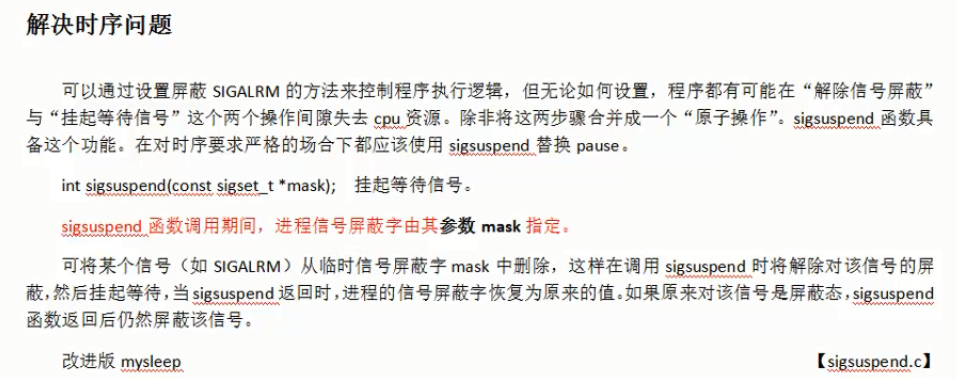 解决时序问题
可以通过设置屏蔽 SIGALRM 的方法来控制程序执行逻辑，但无论如何设置，程序都有可能在“解除信号屏蔽”
与“挂起等待信号”这个两个操作间隙失去 cpu 资源。除非将这两步骤合并成一个“原子操作”。sigsuspend 函数具
备这个功能。在对时序要求严格的场合下都应该使用 sigsuspend 替换 pause。
int sigsuspend(const sigset_t *mask); 挂起等待信号。
sigsuspend 函数调用期间，进程信号屏蔽字由其参数 mask 指定。
可将某个信号（如 SIGALRM）从临时信号屏蔽字 mask 中删除，这样在调用 sigsuspend 时将解除对该信号的屏
蔽，然后挂起等待，当 sigsuspend 返回时，进程的信号屏蔽字恢复为原来的值。如果原来对该信号是屏蔽态，sigsuspend
函数返回后仍然屏蔽该信号。
改进版 mysleep 【sigsuspend.c】